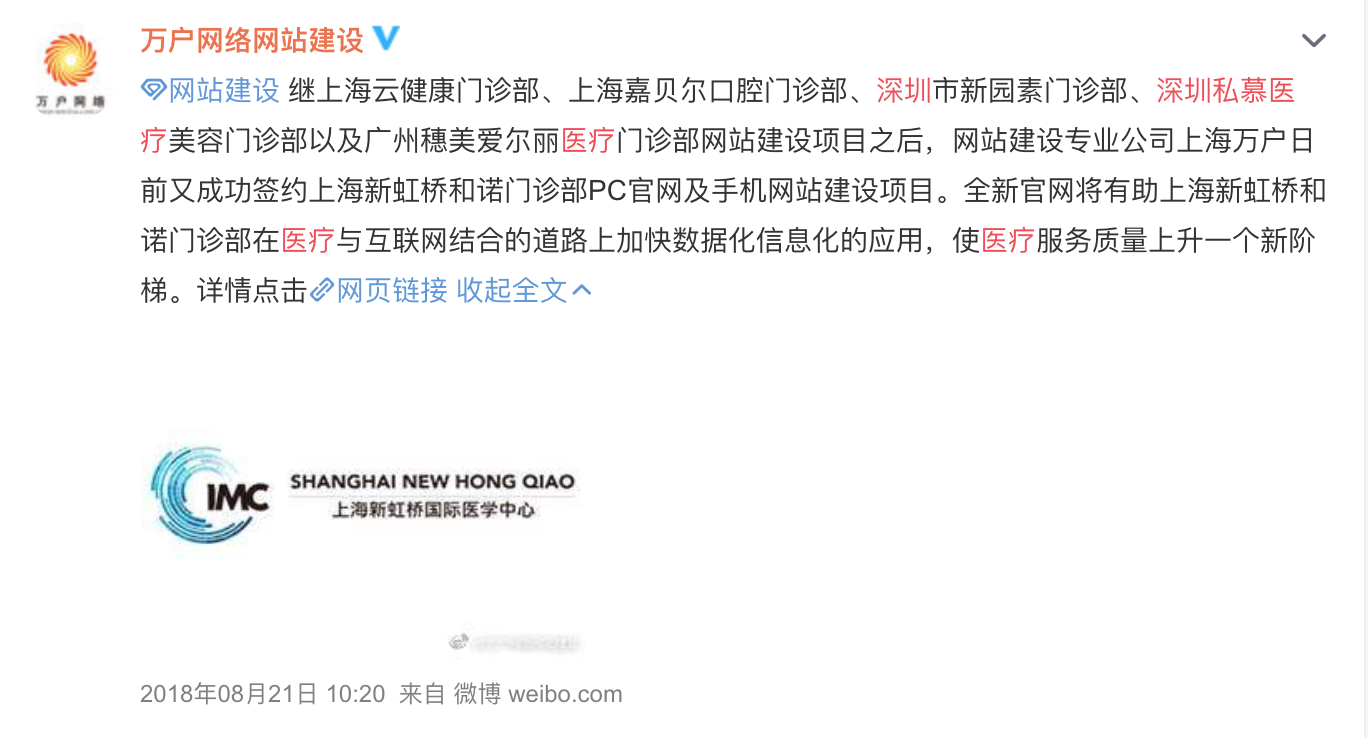 万户网络网站建设
万户网络
网站建设 继上海云健康门诊部、上海嘉贝尔口腔门诊部、深圳市新园素门诊部、深圳私慕医
疗美容门诊部以及广州穗美爱尔丽医疗门诊部网站建设项目之后，网站建设专业公司上海万户日
前又成功签约上海新虹桥和诺门诊部PC官网及手机网站建设项目。全新官网将有助上海新虹桥和
诺门诊部在医疗与互联网结合的道路上加快数据化信息化的应用，使医疗服务质量上升一个新阶
梯。详情点击网页链接 收起全文
IMC
SHANGHAI NEW HONG QIAO
上海新虹桥国际医学中心
2018年08月21日 10:20 来自 微博 weibo.com